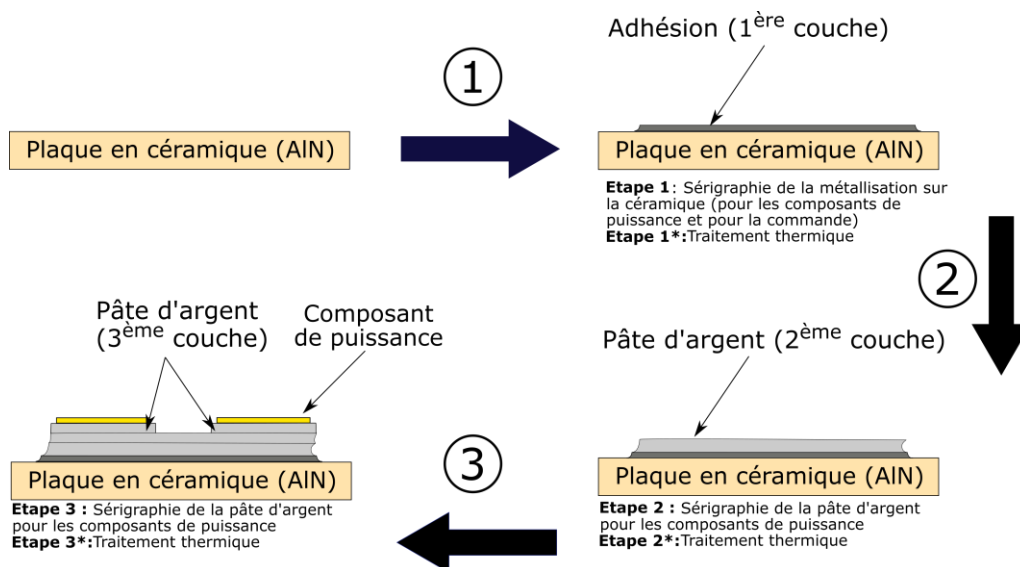 Plaque en céramique (AlN)
1
Adhésion (1ère couche)
Plaque en céramique (AlN)
Etape 1: Sérigraphie de la métallisation sur
la céramique (pour les composants de
puissance et pour la commande)
Etape 1*:Traitement thermique
2
Pâte d'argent (2ème couche)
Plaque en céramique (AlN)
Etape 2 : Sérigraphie de la pâte d'argent
pour les composants de puissance
Etape 2*:Traitement thermique
3
Pâte d'argent
(3ème couche)
Composant
de puissance
Plaque en céramique (AlN)
Etape 3 : Sérigraphie de la pâte d'argent
pour les composants de puissance
Etape 3*:Traitement thermique